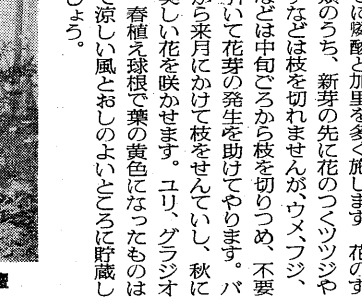 は燐酸と加里を多く施します 花のす
類のうち、新芽の先に花のつくツツジや
などは枝を切れませんが、ウメ、フジ、
などは中旬ごろから枝を切りつめ、不要
引いて花芽の発生を助けてやります。バ
から来月にかけて枝をせんていし、秋に
美しい花を咲かせます。ユリ、グラジオ
春植え球根で葉の黄色になったものは
で涼しい風とおしのよいところに貯蔵し
しょう。